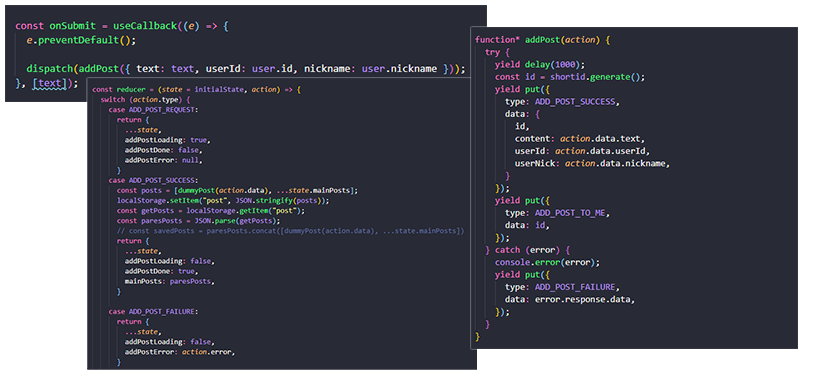 const onSubmit = useCallback((e) => {
e.preventDefault();
dispatch(addPost({ text: text, userId: user.id, nickname: user.nickname }));
}, [text]);
const reducer = (state = initialState, action) => {
switch (action.type) {
case ADD_POST_REQUEST:
return {
...state,
addPostLoading: true,
addPostDone: false,
addPostError: null,
}
case ADD_POST_SUCCESS:
const posts = [dummyPost(action.data), ...state.mainPosts];
localStorage.setItem("post", JSON.stringify(posts));
const getPosts = localStorage.getItem("post");
const paresPosts = JSON.parse(getPosts);
// const savedPosts = paresPosts.concat([dummyPost(action.data), ...state.mainPosts])
return {
...state,
addPostLoading: false,
addPostDone: true,
mainPosts: paresPosts,
}
case ADD_POST_FAILURE:
return {
...state,
addPostLoading: false,
addPostError: action.error,
}
function* addPost(action) {
try {
yield delay(1000);
const id = shortid.generate();
yield put({
type: ADD_POST_SUCCESS,
data: {
id,
content: action.data.text,
userId: action.data.userId,
userNick: action.data.nickname,
}
});
yield put({
type: ADD_POST_TO_ME,
data: id,
});
} catch (error) {
console.error(error);
yield put({
type: ADD_POST_FAILURE,
data: error.response.data,
});
}
}